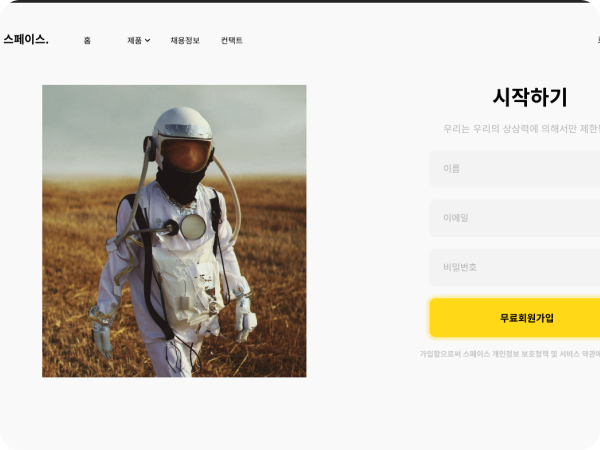 스페이스.
홈
제품
채용정보
컨택트
시작하기
우리는 우리의 상상력에 의해서만 제한
이름
이메일
비밀번호
무료회원가입
가입함으로써 스페이스 개인정보 보호정책 및 서비스 약관에